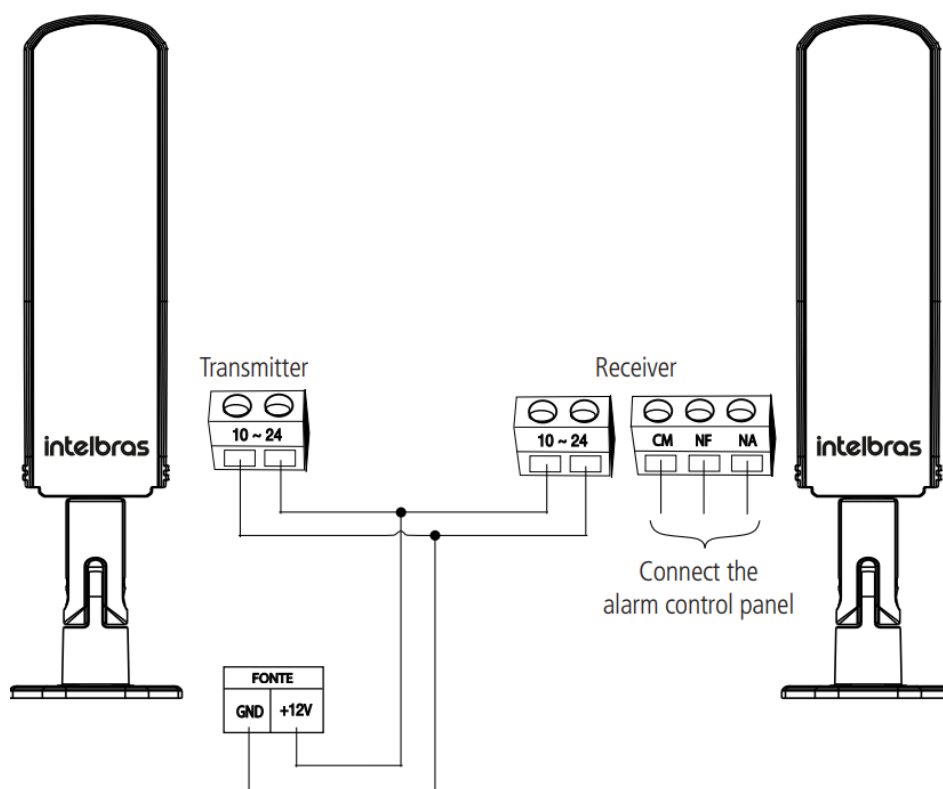 Transmitter
10 ~ 24
Receiver
10 ~ 24
CM NF NA
intelbras
intelbras
Connect the
alarm control panel
FONTE
GND +12V